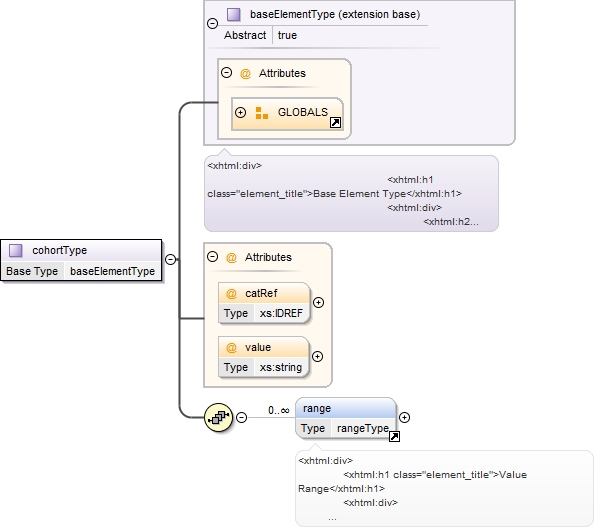 baseElementType (extension base)
Abstract true
@ Attributes
GLOBALS
<xhtml:div>
<xhtml:h1
class="element_title">Base Element Type</xhtml:h1>
<xhtml:div>
<xhtml:h2...
cohortType
Base Type baseElementType
@ Attributes
@ catRef
Type xs:IDREF
@ value
Type xs:string
0..∞
range
Type rangeType
<xhtml:div>
<xhtml:h1 class="element_title">Value
Range</xhtml:h1>
<xhtml:div>
...